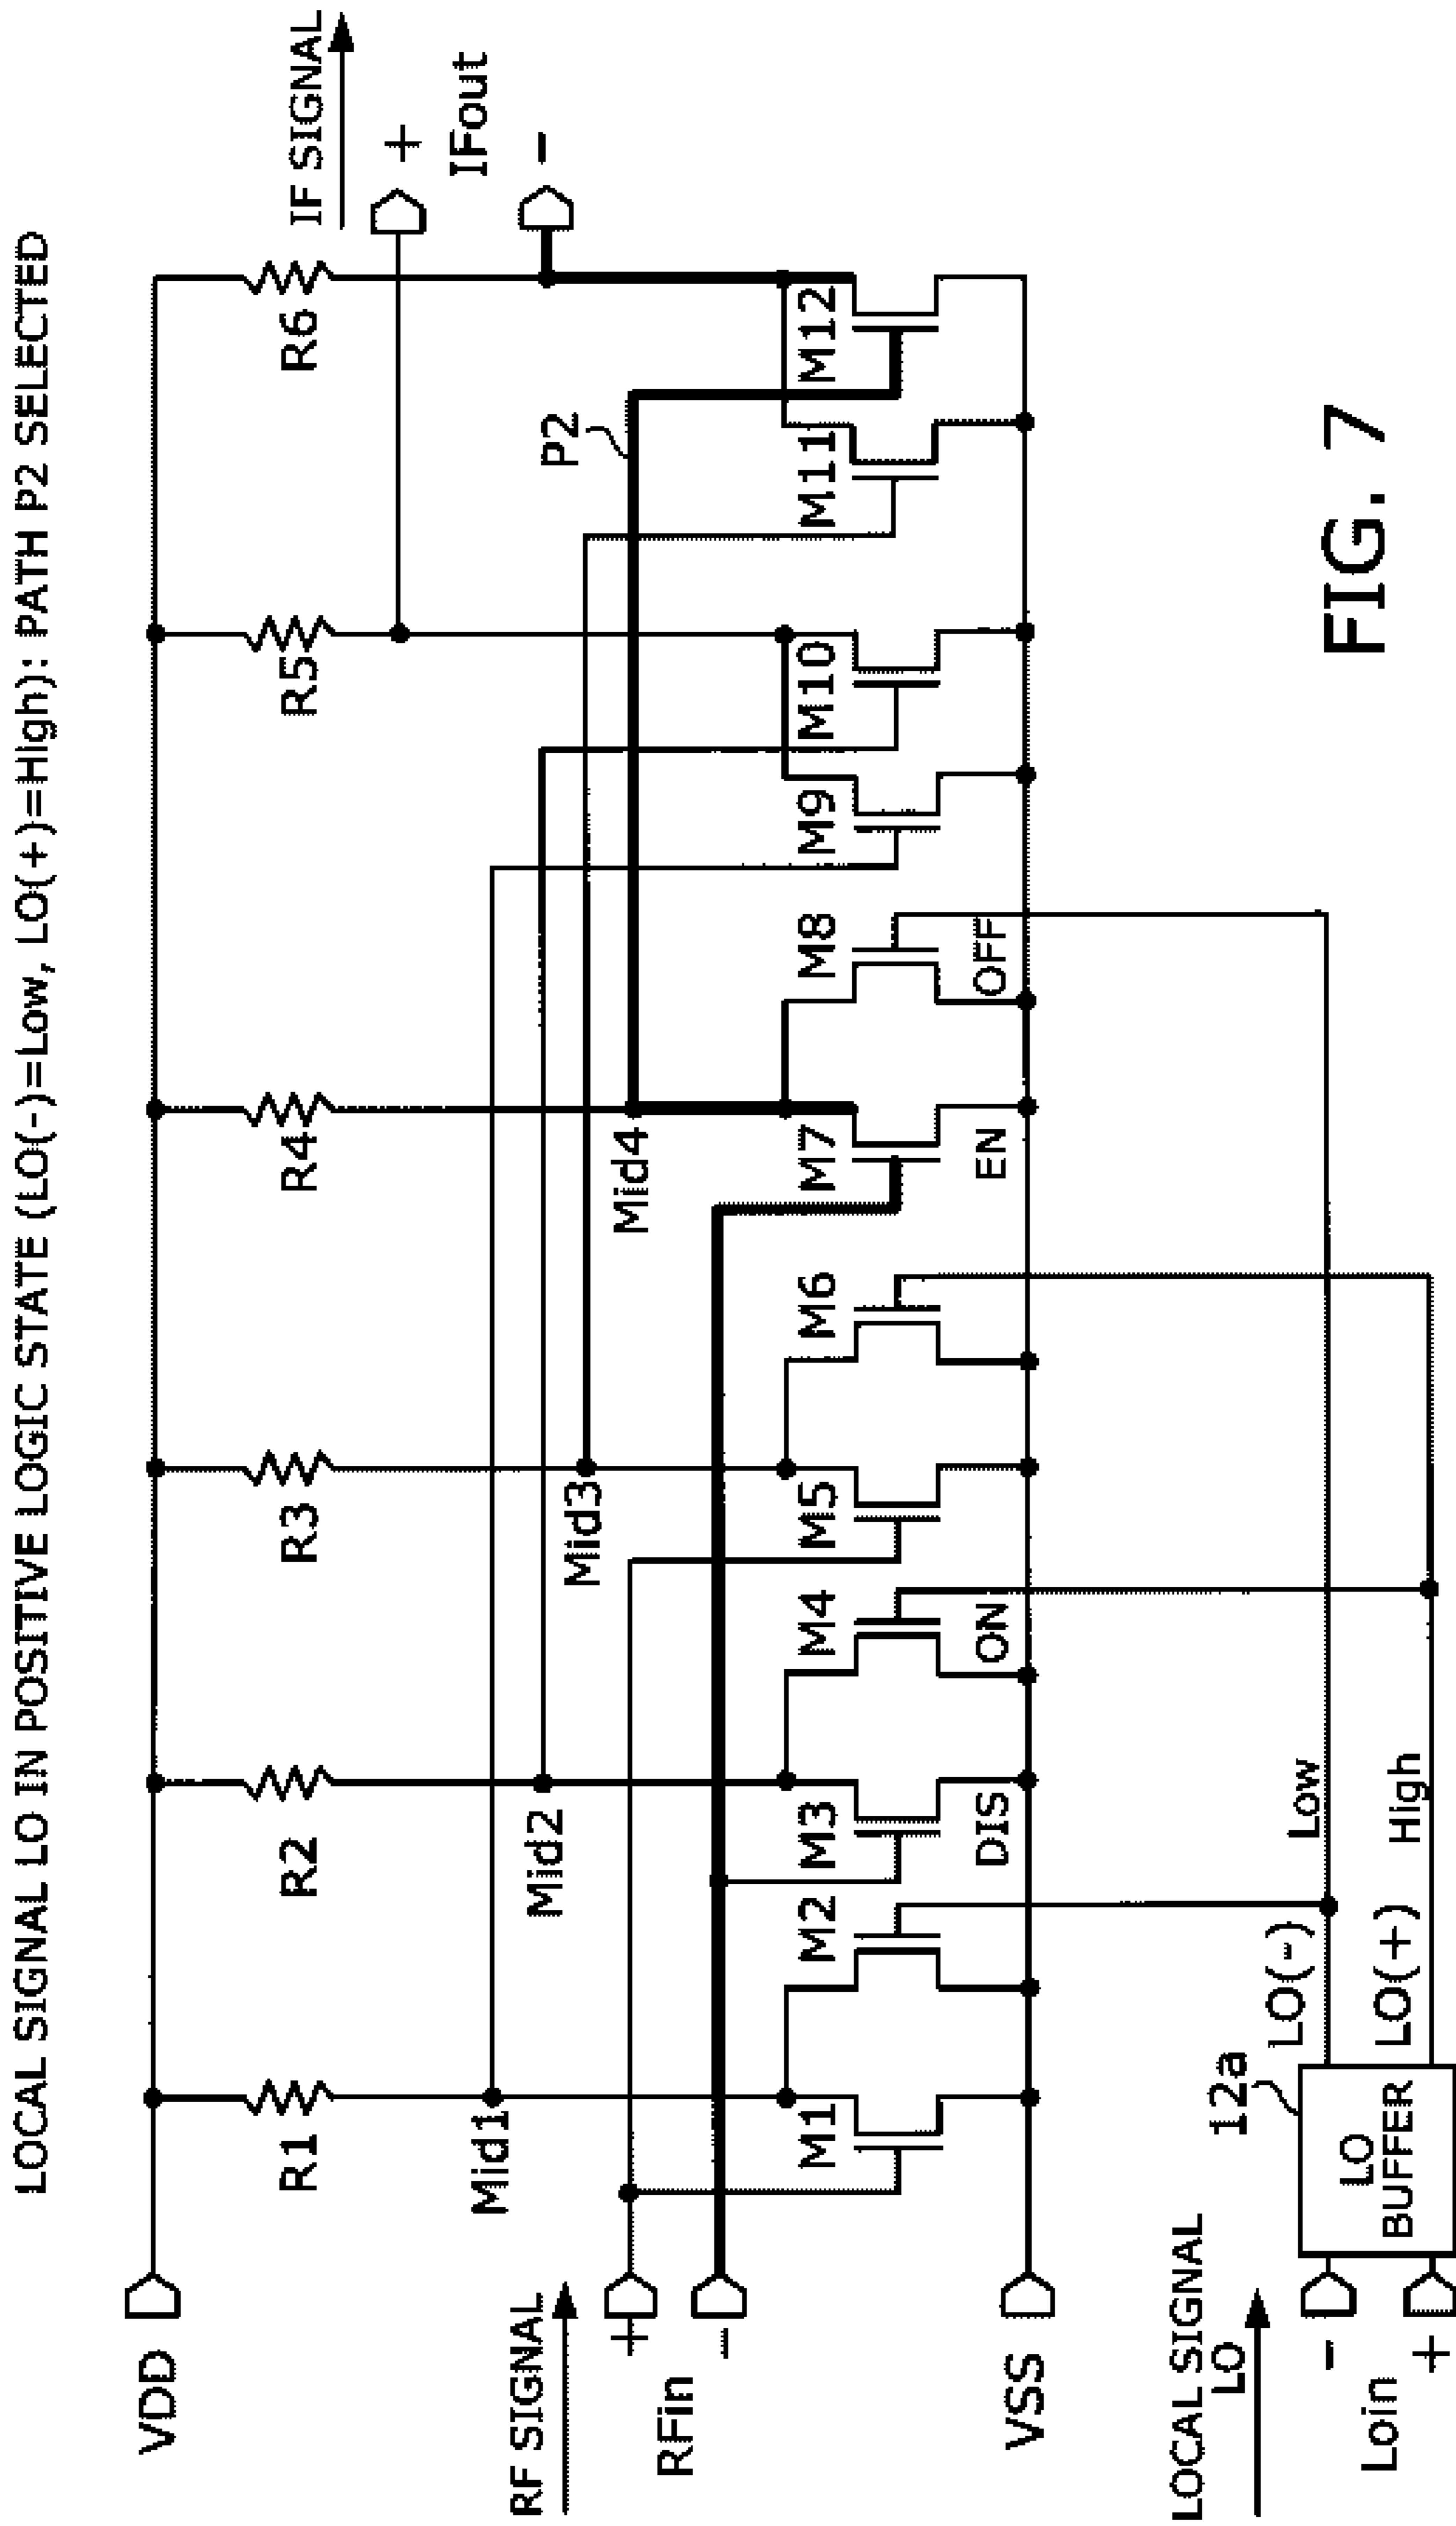 LOCAL SIGNAL LO IN POSITIVE LOGIC STATE (LO(-)=Low, LO(+)=High): PATH P2 SELECTED
VDD
R1
R2
R3
R4
R5
R6
IF SIGNAL
+
IFout
-
Mid1
Mid2
Mid3
Mid4
P2
RF SIGNAL
+
RFin
-
M1
M2
M3
M4
M5
M6
M7
M8
M9
M10
M11
M12
DIS
ON
EN
OFF
VSS
LOCAL SIGNAL
LO
12a
LO(-)
Low
-
Loin
+
LO
BUFFER
LO(+)
High
FIG. 7